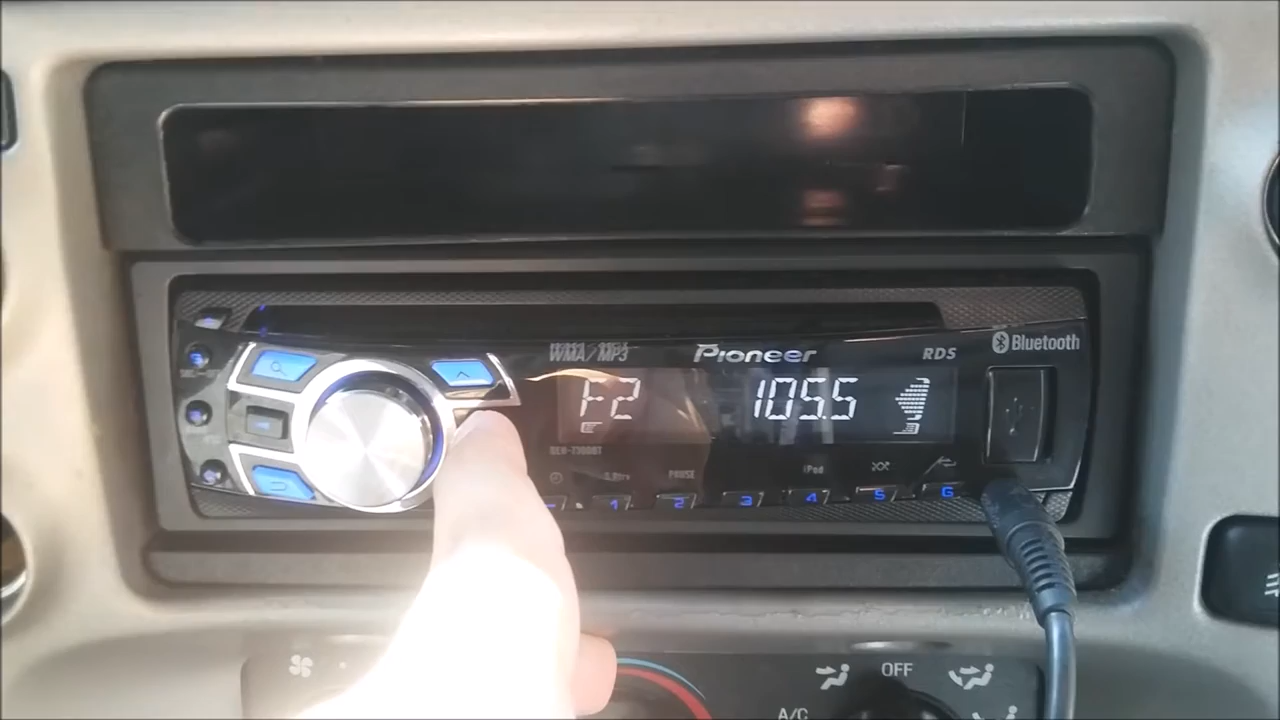 WMA/MP3
Pioneer
RDS
Bluetooth
F2
105.5
PAUSE
iPod
1
2
3
4
5
6
OFF
A/C